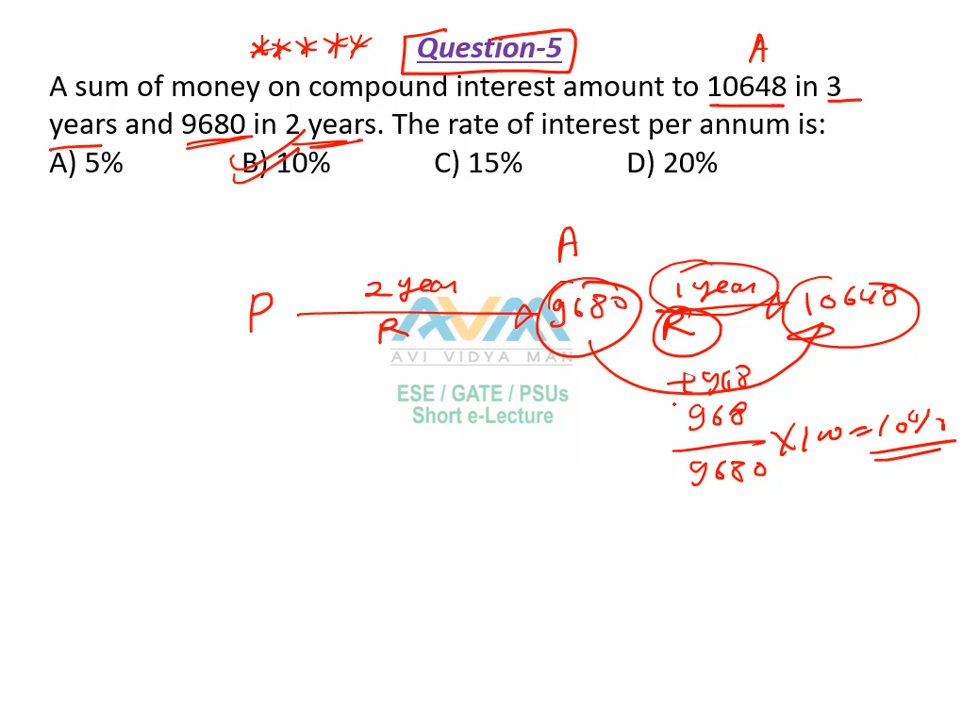 ***** Question-5 A
A sum of money on compound interest amount to 10648 in 3
years and 9680 in 2 years. The rate of interest per annum is:
A) 5% B) 10% C) 15% D) 20%
A
P 2 year 9680 1 year 10648
R R
AVM
AVI VIDYA MAN
+968
ESE / GATE / PSUs
Short e-Lecture
968
9680 ×100 = 10%